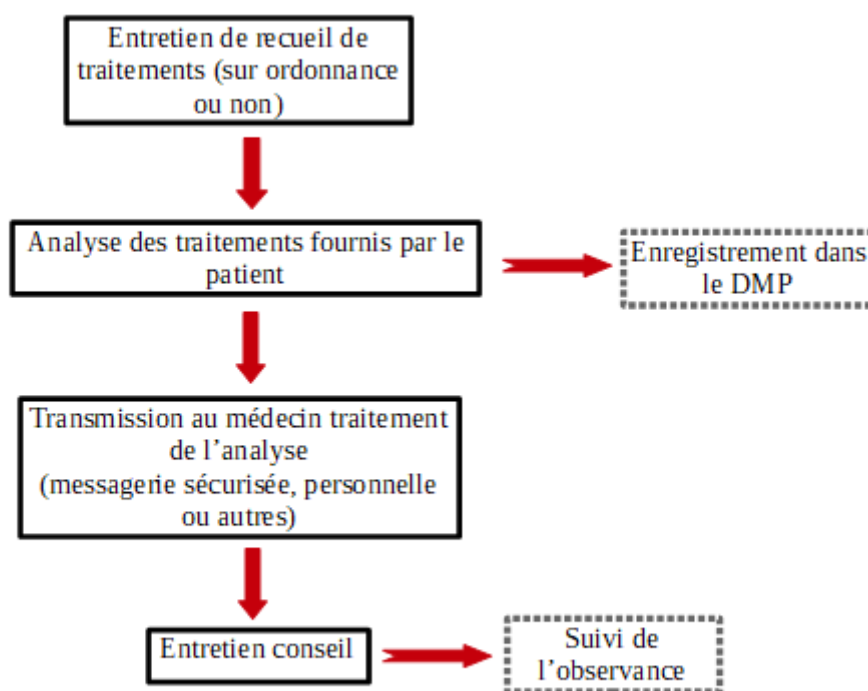 Entretien de recueil de
traitements (sur ordonnance
ou non)
Analyse des traitements fournis par le
patient
Enregistrement dans
le DMP
Transmission au médecin traitement
de l’analyse
(messagerie sécurisée, personnelle
ou autres)
Entretien conseil
Suivi de
l’observance